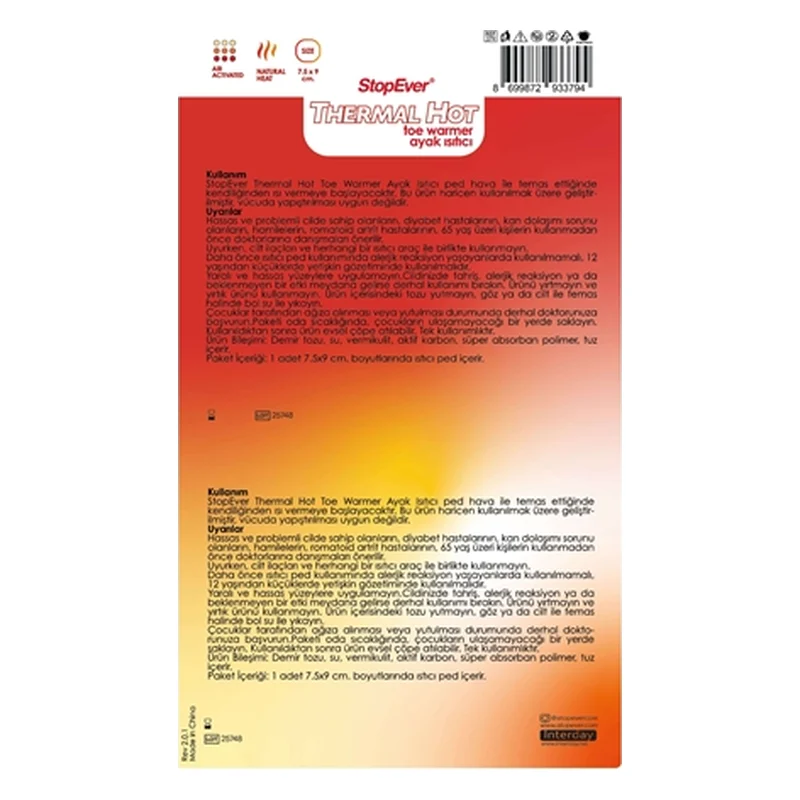 AIR
ACTIVATED
NATURAL
HEAT
SIZE
7.5 x 9
cm.
8 699872 933794
StopEver®
THERMAL HOT
toe warmer
ayak ısıtıcı
Kullanım
StopEver Thermal Hot Toe Warmer Ayak Isıtıcı ped hava ile temas ettiğinde
kendiliğinden ısı vermeye başlayacaktır. Bu ürün haricen kullanılmak üzere geliştir-
ilmiştir, vücuda yapıştırılması uygun değildir.
Uyarılar
Hassas ve problemli cilde sahip olanların, diyabet hastalarının, kan dolaşımı sorunu
olanların, hamilelerin, romatoid artrit hastalarının, 65 yaş üzeri kişilerin kullanmadan
önce doktorlarına danışmaları önerilir.
Uyurken, cilt ilaçları ve herhangi bir ısıtıcı araç ile birlikte kullanmayın.
Daha önce ısıtıcı ped kullanımında alerjik reaksiyon yaşayanlarda kullanılmamalı, 12
yaşından küçüklerde yetişkin gözetiminde kullanılmalıdır.
Yaralı ve hassas yüzeylere uygulamayın.Cildinizde tahriş, alerjik reaksiyon ya da
beklenmeyen bir etki meydana gelirse derhal kullanımı bırakın. Ürünü yırtmayın ve
yırtık ürünü kullanmayın. Ürün içerisindeki tozu yutmayın, göz ya da cilt ile temas
halinde bol su ile yıkayın.
Çocuklar tarafından ağıza alınması veya yutulması durumunda derhal doktorunuza
başvurun.Paketi oda sıcaklığında, çocukların ulaşamayacağı bir yerde saklayın.
Kullanıldıktan sonra ürün evsel çöpe atılabilir. Tek kullanımlıktır.
Ürün Bileşimi: Demir tozu, su, vermikulit, aktif karbon, süper absorban polimer, tuz
içerir.
Paket İçeriği: 1 adet 7.5x9 cm. boyutlarında ısıtıcı ped içerir.
LOT 25748
Kullanım
StopEver Thermal Hot Toe Warmer Ayak Isıtıcı ped hava ile temas ettiğinde
kendiliğinden ısı vermeye başlayacaktır. Bu ürün haricen kullanılmak üzere geliştir-
ilmiştir, vücuda yapıştırılması uygun değildir.
Uyarılar
Hassas ve problemli cilde sahip olanların, diyabet hastalarının, kan dolaşımı sorunu
olanların, hamilelerin, romatoid artrit hastalarının, 65 yaş üzeri kişilerin kullanmadan
önce doktorlarına danışmaları önerilir.
Uyurken, cilt ilaçları ve herhangi bir ısıtıcı araç ile birlikte kullanmayın.
Daha önce ısıtıcı ped kullanımında alerjik reaksiyon yaşayanlarda kullanılmamalı,
12 yaşından küçüklerde yetişkin gözetiminde kullanılmalıdır.
Yaralı ve hassas yüzeylere uygulamayın.Cildinizde tahriş, alerjik reaksiyon ya da
beklenmeyen bir etki meydana gelirse derhal kullanımı bırakın. Ürünü yırtmayın ve
yırtık ürünü kullanmayın. Ürün içerisindeki tozu yutmayın, göz ya da cilt ile temas
halinde bol su ile yıkayın.
Çocuklar tarafından ağıza alınması veya yutulması durumunda derhal dokto-
runuza başvurun.Paketi oda sıcaklığında, çocukların ulaşamayacağı bir yerde
saklayın. Kullanıldıktan sonra ürün evsel çöpe atılabilir. Tek kullanımlıktır.
Ürün Bileşimi: Demir tozu, su, vermikulit, aktif karbon, süper absorban polimer, tuz
içerir.
Paket İçeriği: 1 adet 7.5x9 cm. boyutlarında ısıtıcı ped içerir.
LOT 25748
Rev 2.0.1
Made in China
@stopever.com
www.stopever.com
Interday